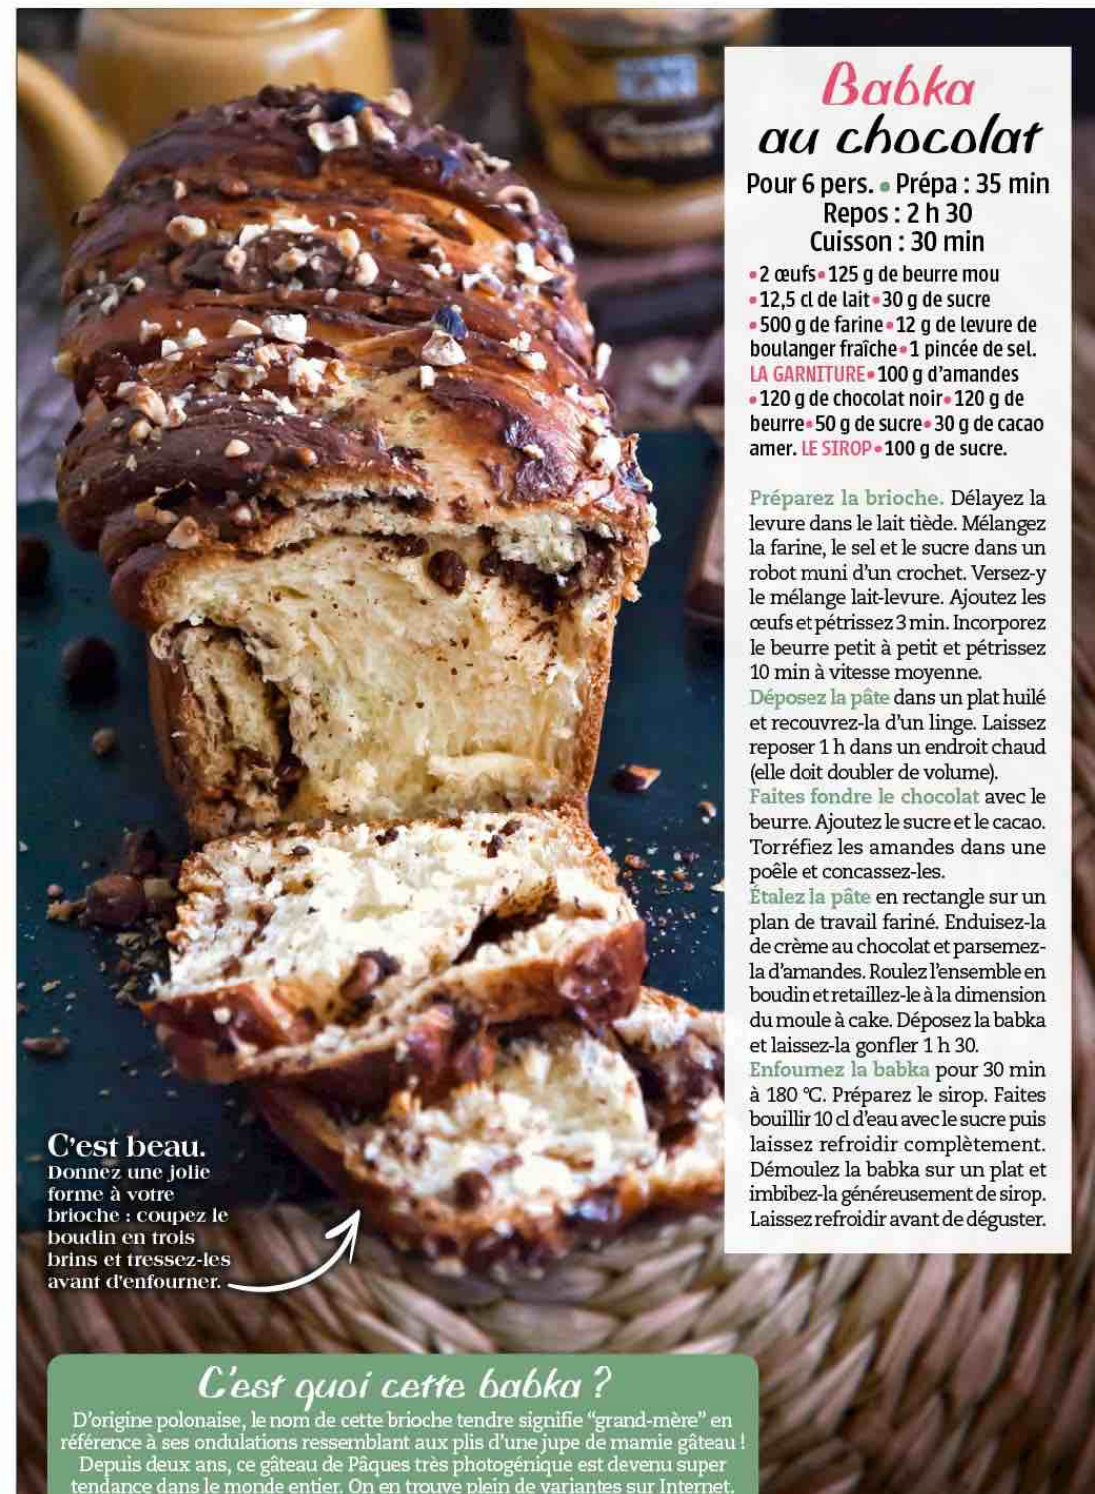 Babka
au chocolat
Pour 6 pers. • Prépa : 35 min
Repos : 2 h 30
Cuisson : 30 min
• 2 œufs • 125 g de beurre mou
• 12,5 cl de lait • 30 g de sucre
• 500 g de farine • 12 g de levure de
boulanger fraîche • 1 pincée de sel.
LA GARNITURE • 100 g d'amandes
• 120 g de chocolat noir • 120 g de
beurre • 50 g de sucre • 30 g de cacao
amer. LE SIROP • 100 g de sucre.
Préparez la brioche. Délayez la
levure dans le lait tiède. Mélangez
la farine, le sel et le sucre dans un
robot muni d'un crochet. Versez-y
le mélange lait-levure. Ajoutez les
œufs et pétrissez 3 min. Incorporez
le beurre petit à petit et pétrissez
10 min à vitesse moyenne.
Déposez la pâte dans un plat huilé
et recouvrez-la d'un linge. Laissez
reposer 1 h dans un endroit chaud
(elle doit doubler de volume).
Faites fondre le chocolat avec le
beurre. Ajoutez le sucre et le cacao.
Torréfiez les amandes dans une
poêle et concassez-les.
Étalez la pâte en rectangle sur un
plan de travail fariné. Enduisez-la
de crème au chocolat et parsemez-
la d'amandes. Roulez l'ensemble en
boudin et retaillez-le à la dimension
du moule à cake. Déposez la babka
et laissez-la gonfler 1 h 30.
Enfournez la babka pour 30 min
à 180 °C. Préparez le sirop. Faites
bouillir 10 cl d'eau avec le sucre puis
laissez refroidir complètement.
Démoulez la babka sur un plat et
imbibez-la généreusement de sirop.
Laissez refroidir avant de déguster.
C'est beau.
Donnez une jolie
forme à votre
brioche : coupez le
boudin en trois
brins et tressez-les
avant d'enfourner.
C'est quoi cette babka ?
D'origine polonaise, le nom de cette brioche tendre signifie “grand-mère” en
référence à ses ondulations ressemblant aux plis d'une jupe de mamie gâteau !
Depuis deux ans, ce gâteau de Pâques très photogénique est devenu super
tendance dans le monde entier. On en trouve plein de variantes sur Internet.